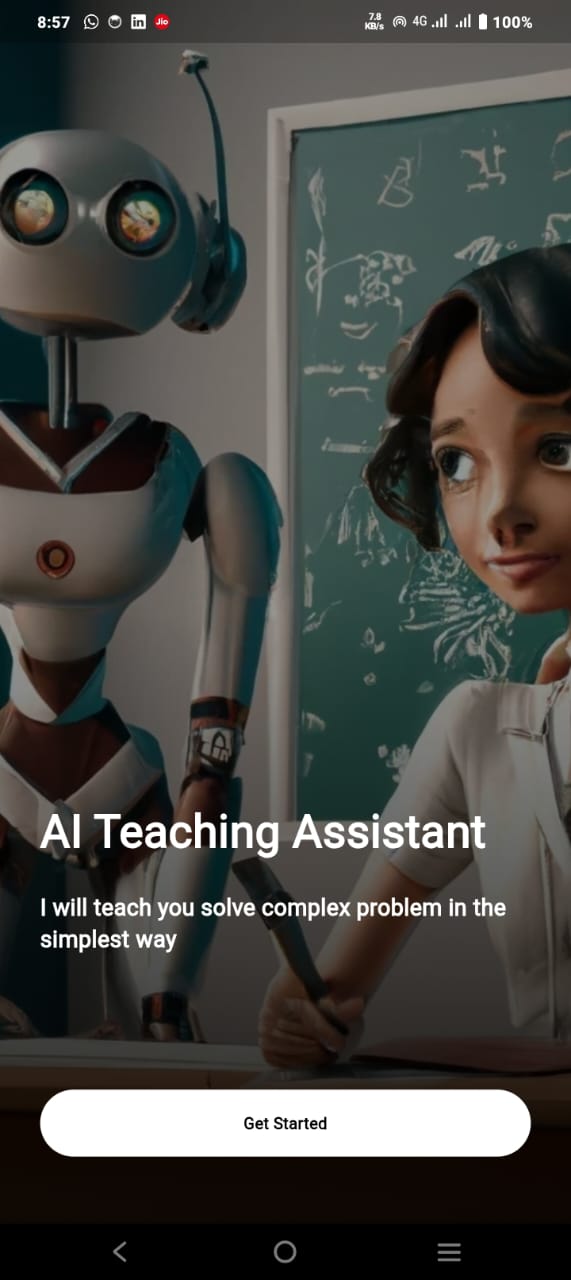 8:57
in
Jio
7.8
KB/s
4G
100%
AI Teaching Assistant
I will teach you solve complex problem in the
simplest way
Get Started